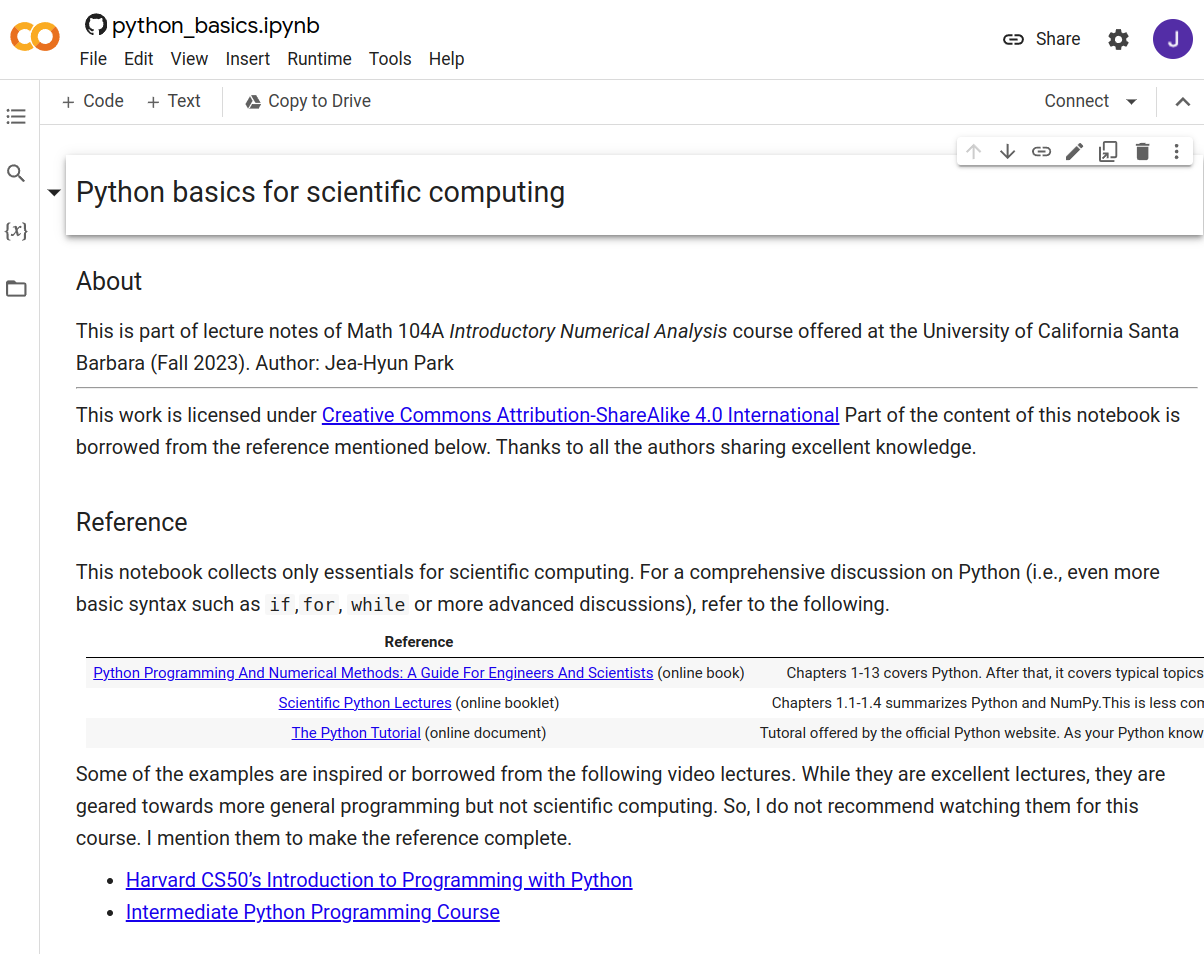 python_basics.ipynb
File Edit View Insert Runtime Tools Help
Share
J
+ Code + Text Copy to Drive
Connect
{x}
Python basics for scientific computing
About
This is part of lecture notes of Math 104A Introductory Numerical Analysis course offered at the University of California Santa
Barbara (Fall 2023). Author: Jea-Hyun Park
This work is licensed under Creative Commons Attribution-ShareAlike 4.0 International Part of the content of this notebook is
borrowed from the reference mentioned below. Thanks to all the authors sharing excellent knowledge.
Reference
This notebook collects only essentials for scientific computing. For a comprehensive discussion on Python (i.e., even more
basic syntax such as if,for, while or more advanced discussions), refer to the following.
Reference
Python Programming And Numerical Methods: A Guide For Engineers And Scientists (online book) Chapters 1-13 covers Python. After that, it covers typical topics
Scientific Python Lectures (online booklet) Chapters 1.1-1.4 summarizes Python and NumPy.This is less com
The Python Tutorial (online document) Tutoral offered by the official Python website. As your Python know
Some of the examples are inspired or borrowed from the following video lectures. While they are excellent lectures, they are
geared towards more general programming but not scientific computing. So, I do not recommend watching them for this
course. I mention them to make the reference complete.
• Harvard CS50’s Introduction to Programming with Python
• Intermediate Python Programming Course